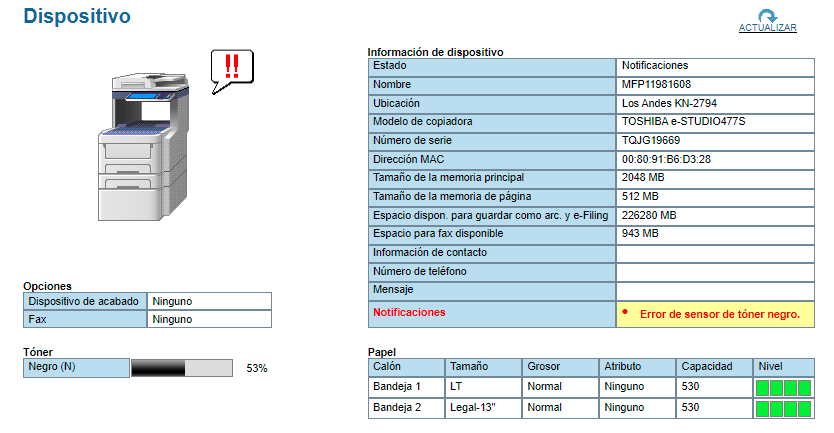 Dispositivo
ACTUALIZAR
!!
Información de dispositivo
Estado Notificaciones
Nombre MFP11981608
Ubicación Los Andes KN-2794
Modelo de copiadora TOSHIBA e-STUDIO477S
Número de serie TQJG19669
Dirección MAC 00:80:91:B6:D3:28
Tamaño de la memoria principal 2048 MB
Tamaño de la memoria de página 512 MB
Espacio dispon. para guardar como arc. y e-Filing 226280 MB
Espacio para fax disponible 943 MB
Información de contacto
Número de teléfono
Mensaje
Notificaciones • Error de sensor de tóner negro.
Opciones
Dispositivo de acabado Ninguno
Fax Ninguno
Tóner
Negro (N) 53%
Papel
Calón Tamaño Grosor Atributo Capacidad Nivel
Bandeja 1 LT Normal Ninguno 530
Bandeja 2 Legal-13" Normal Ninguno 530